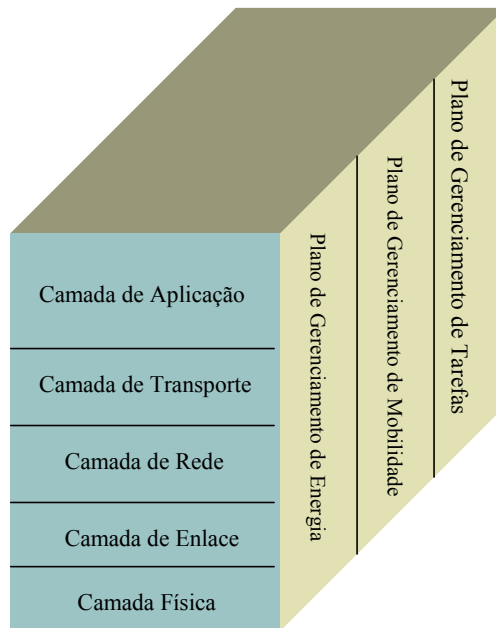 Camada de Aplicação
Camada de Transporte
Camada de Rede
Camada de Enlace
Camada Física
Plano de Gerenciamento de Energia
Plano de Gerenciamento de Mobilidade
Plano de Gerenciamento de Tarefas